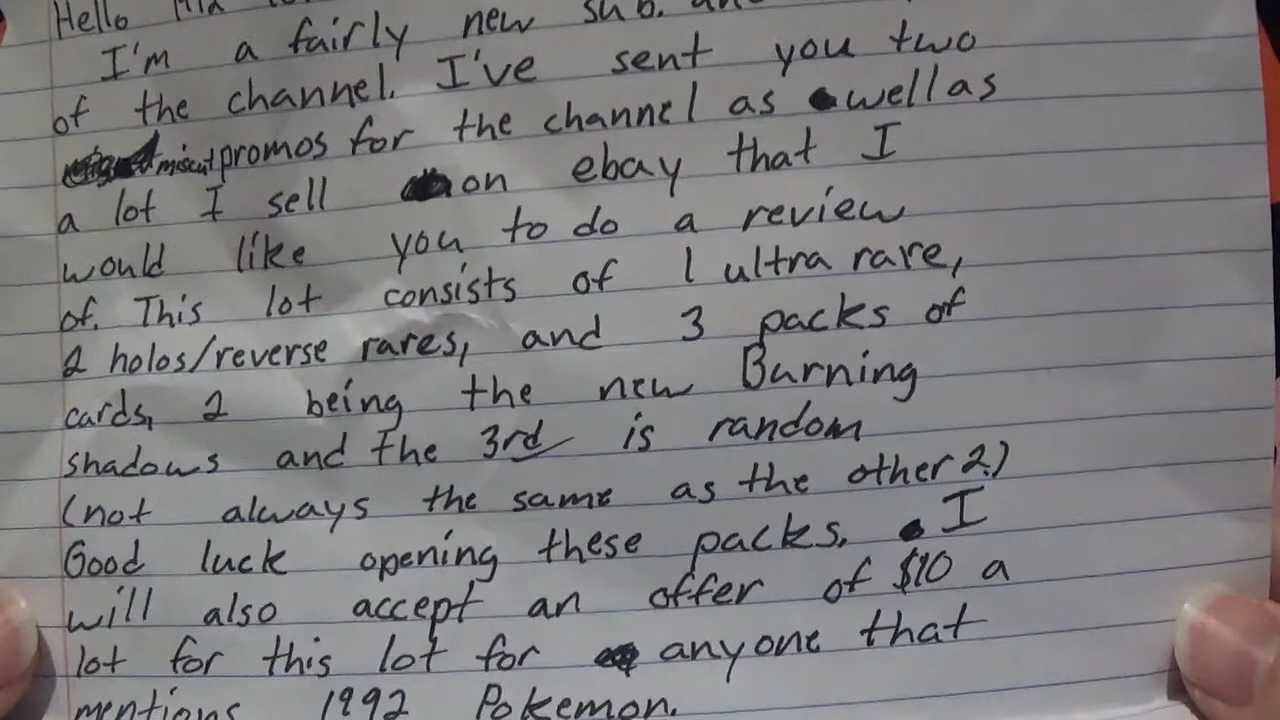 Hello
I'm a fairly new sub. and
of the channel. I've sent you two
miscut promos for the channel as well as
a lot I sell on ebay that I
would like you to do a review
of. This lot consists of 1 ultra rare,
2 holos/reverse rares, and 3 packs of
cards, 2 being the new Burning
shadows and the 3rd is random
(not always the same as the other 2.)
Good luck opening these packs. I
will also accept an offer of $10 a
lot for this lot for anyone that
mentions 1992 Pokemon.